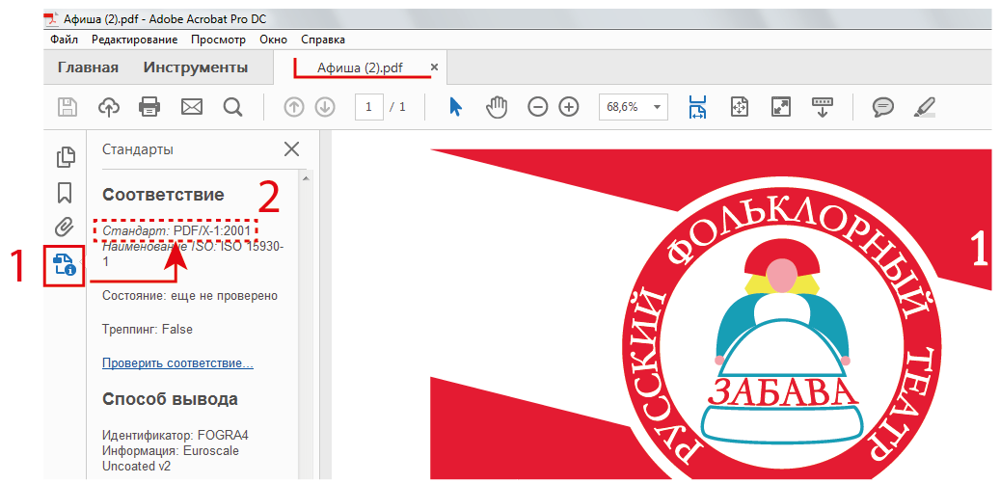 Афиша (2).pdf - Adobe Acrobat Pro DC
Файл Редактирование Просмотр Окно Справка
Главная Инструменты Афиша (2).pdf ×
1 / 1 68,6%
Стандарты
Соответствие
2
Стандарт: PDF/X-1:2001
Наименование ISO: ISO 15930-
1
1
Состояние: еще не проверено
Треппинг: False
Проверить соответствие...
Способ вывода
Идентификатор: FOGRA4
Информация: Euroscale
Uncoated v2
РУССКИЙ ФОЛЬКЛОРНЫЙ ТЕАТР
ЗАБАВА
1